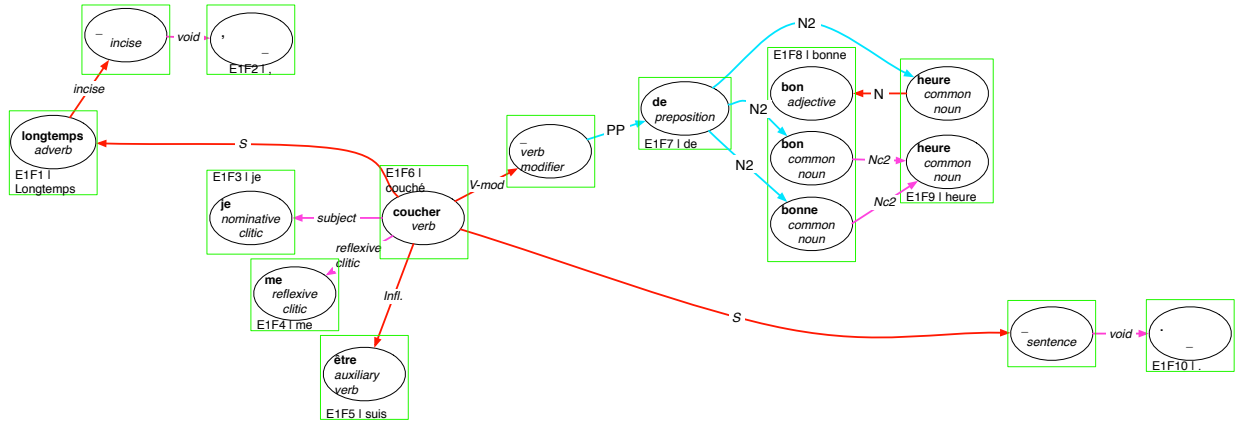 _
incise
void
,
_
E1F2 | ,
incise
longtemps
adverb
E1F1 |
Longtemps
S
E1F3 | je
je
nominative
clitic
subject
E1F6 |
couché
coucher
verb
reflexive
clitic
me
reflexive
clitic
E1F4 | me
Infl.
être
auxiliary
verb
E1F5 | suis
V-mod
_
verb
modifier
PP
de
preposition
E1F7 | de
N2
N2
N2
E1F8 | bonne
bon
adjective
bon
common
noun
bonne
common
noun
N
Nc2
Nc2
heure
common
noun
heure
common
noun
E1F9 | heure
S
_
sentence
void
.
_
E1F10 | .